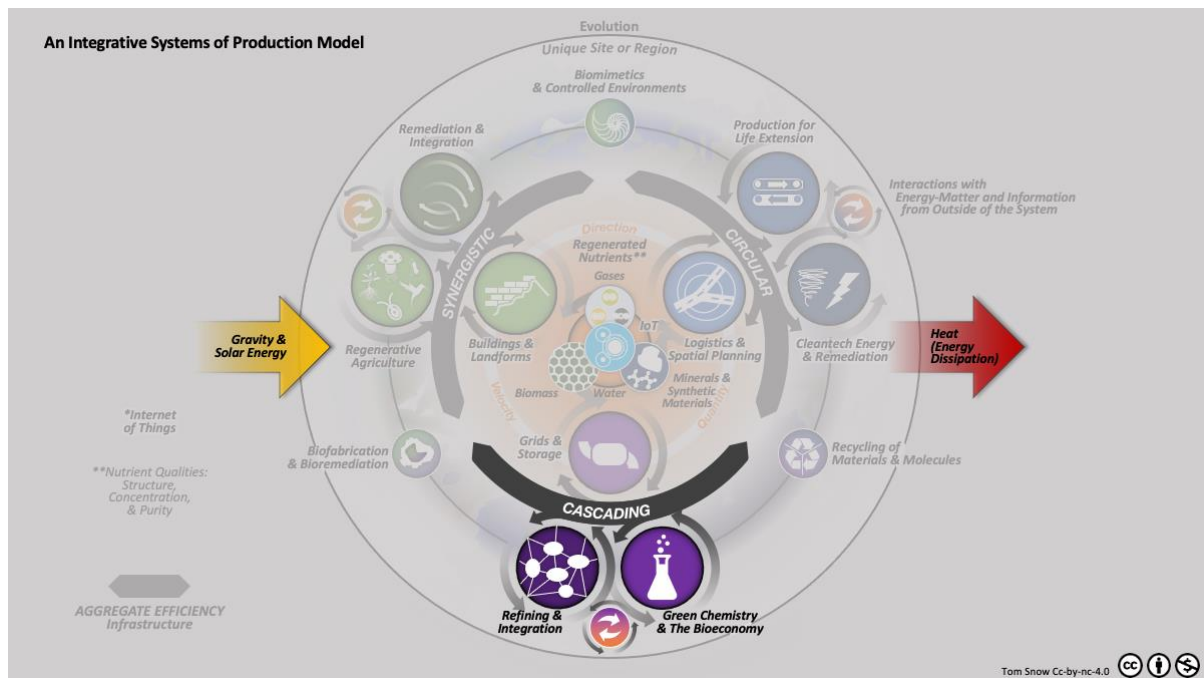 An Integrative Systems of Production Model
Evolution
Unique Site or Region
Biomimetics
& Controlled Environments
Remediation &
Integration
Production for
Life Extension
Interactions with
Energy-Matter and Information
from Outside of the System
SYNERGISTIC
CIRCULAR
Direction
Regenerated
Nutrients**
Gases
IoT*
Gravity &
Solar Energy
Regenerative
Agriculture
Buildings &
Landforms
Logistics &
Spatial Planning
Cleantech Energy
& Remediation
Heat
(Energy
Dissipation)
Velocity
Biomass
Water
Minerals &
Synthetic
Materials
Quantity
*Internet
of Things
Grids &
Storage
Biofabrication
& Bioremediation
Recycling of
Materials & Molecules
**Nutrient Qualities:
Structure,
Concentration,
& Purity
CASCADING
AGGREGATE EFFICIENCY
Infrastructure
Refining &
Integration
Green Chemistry
& The Bioeconomy
Tom Snow Cc-by-nc-4.0
cc